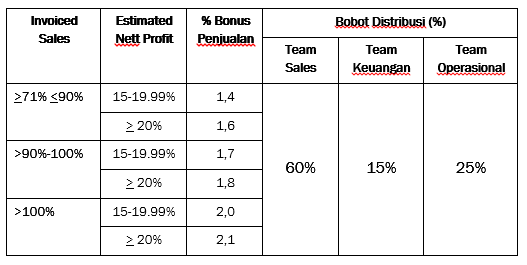 Invoiced Sales
Estimated Nett Profit
% Bonus Penjualan
Bobot Distribusi (%)
Team Sales
Team Keuangan
Team Operasional
≥71% ≤90%
15-19.99%
1,4
60%
15%
25%
≥ 20%
1,6
>90%-100%
15-19.99%
1,7
≥ 20%
1,8
>100%
15-19.99%
2,0
≥ 20%
2,1